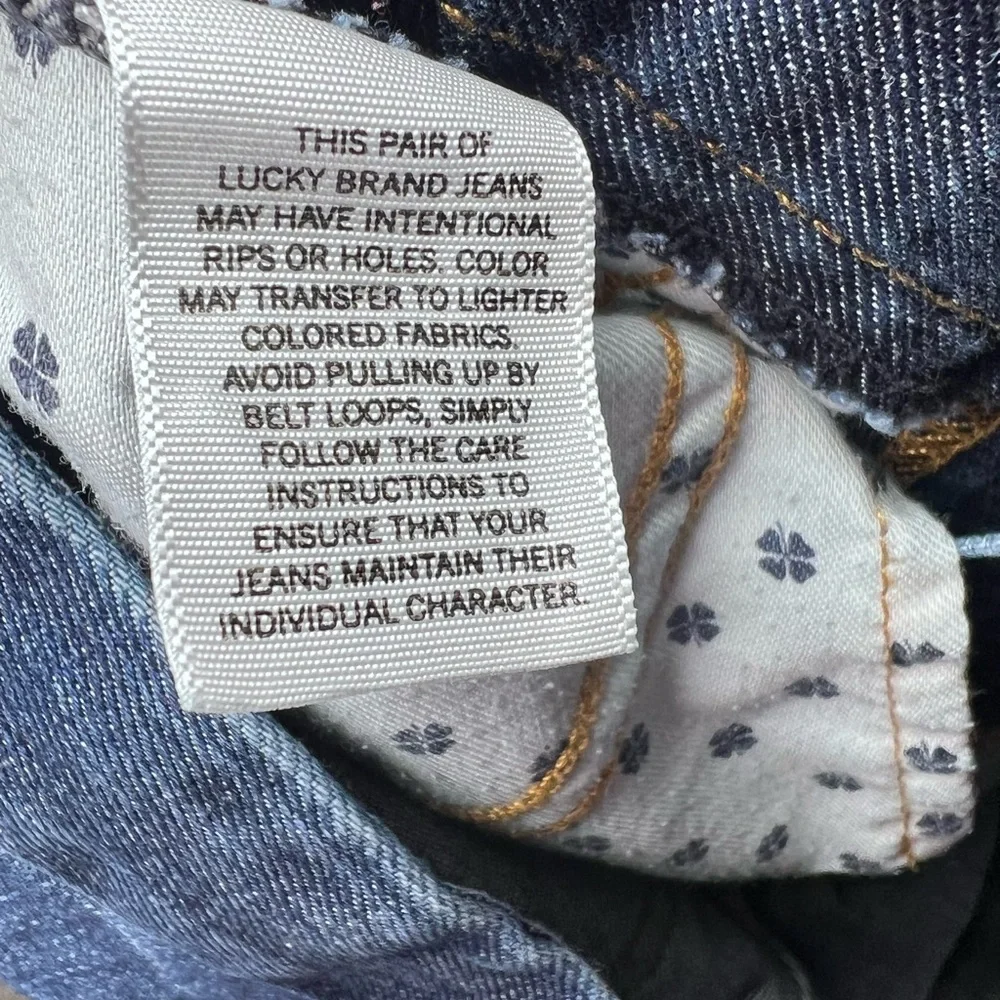 THIS PAIR OF
LUCKY BRAND JEANS
MAY HAVE INTENTIONAL
RIPS OR HOLES. COLOR
MAY TRANSFER TO LIGHTER
COLORED FABRICS.
AVOID PULLING UP BY
BELT LOOPS, SIMPLY
FOLLOW THE CARE
INSTRUCTIONS TO
ENSURE THAT YOUR
JEANS MAINTAIN THEIR
INDIVIDUAL CHARACTER.